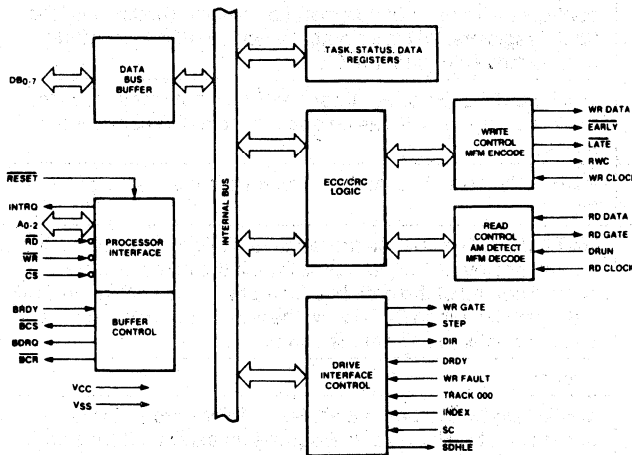 DB0-7
DATA
BUS
BUFFER
TASK, STATUS, DATA
REGISTERS
INTERNAL BUS
ECC/CRC
LOGIC
WRITE
CONTROL
MFM ENCODE
WR DATA
EARLY
LATE
RWC
WR CLOCK
READ
CONTROL
AM DETECT
MFM DECODE
RD DATA
RD GATE
DRUN
RD CLOCK
RESET
INTRQ
A0-2
RD
WR
CS
PROCESSOR
INTERFACE
BRDY
BCS
BDRQ
BCR
BUFFER
CONTROL
VCC
VSS
DRIVE
INTERFACE
CONTROL
WR GATE
STEP
DIR
DRDY
WR FAULT
TRACK 000
INDEX
SC
SDHLE